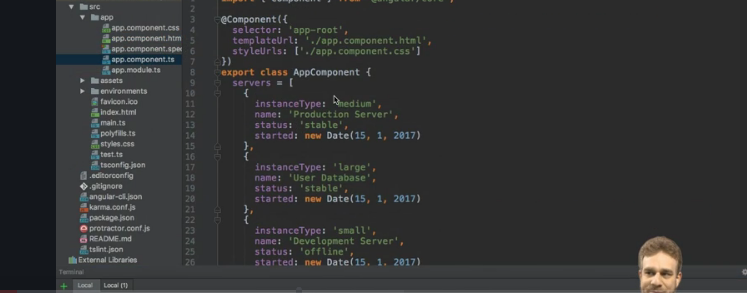 src
app
app.component.css
app.component.htm
app.component.spe
app.component.ts
app.module.ts
assets
environments
favicon.ico
index.html
main.ts
polyfills.ts
styles.css
test.ts
tsconfig.json
.editorconfig
.gitignore
angular-cli.json
karma.conf.js
package.json
protractor.conf.js
README.md
tslint.json
External Libraries
2
3 @Component({
4 selector: 'app-root',
5 templateUrl: './app.component.html',
6 styleUrls: ['./app.component.css']
7 })
8 export class AppComponent {
9 servers = [
10 {
11 instanceType: 'medium',
12 name: 'Production Server',
13 status: 'stable',
14 started: new Date(15, 1, 2017)
15 },
16 {
17 instanceType: 'large',
18 name: 'User Database',
19 status: 'stable',
20 started: new Date(15, 1, 2017)
21 },
22 {
23 instanceType: 'small',
24 name: 'Development Server',
25 status: 'offline',
26 started: new Date(15, 1, 2017)
Terminal
+ Local Local (1)